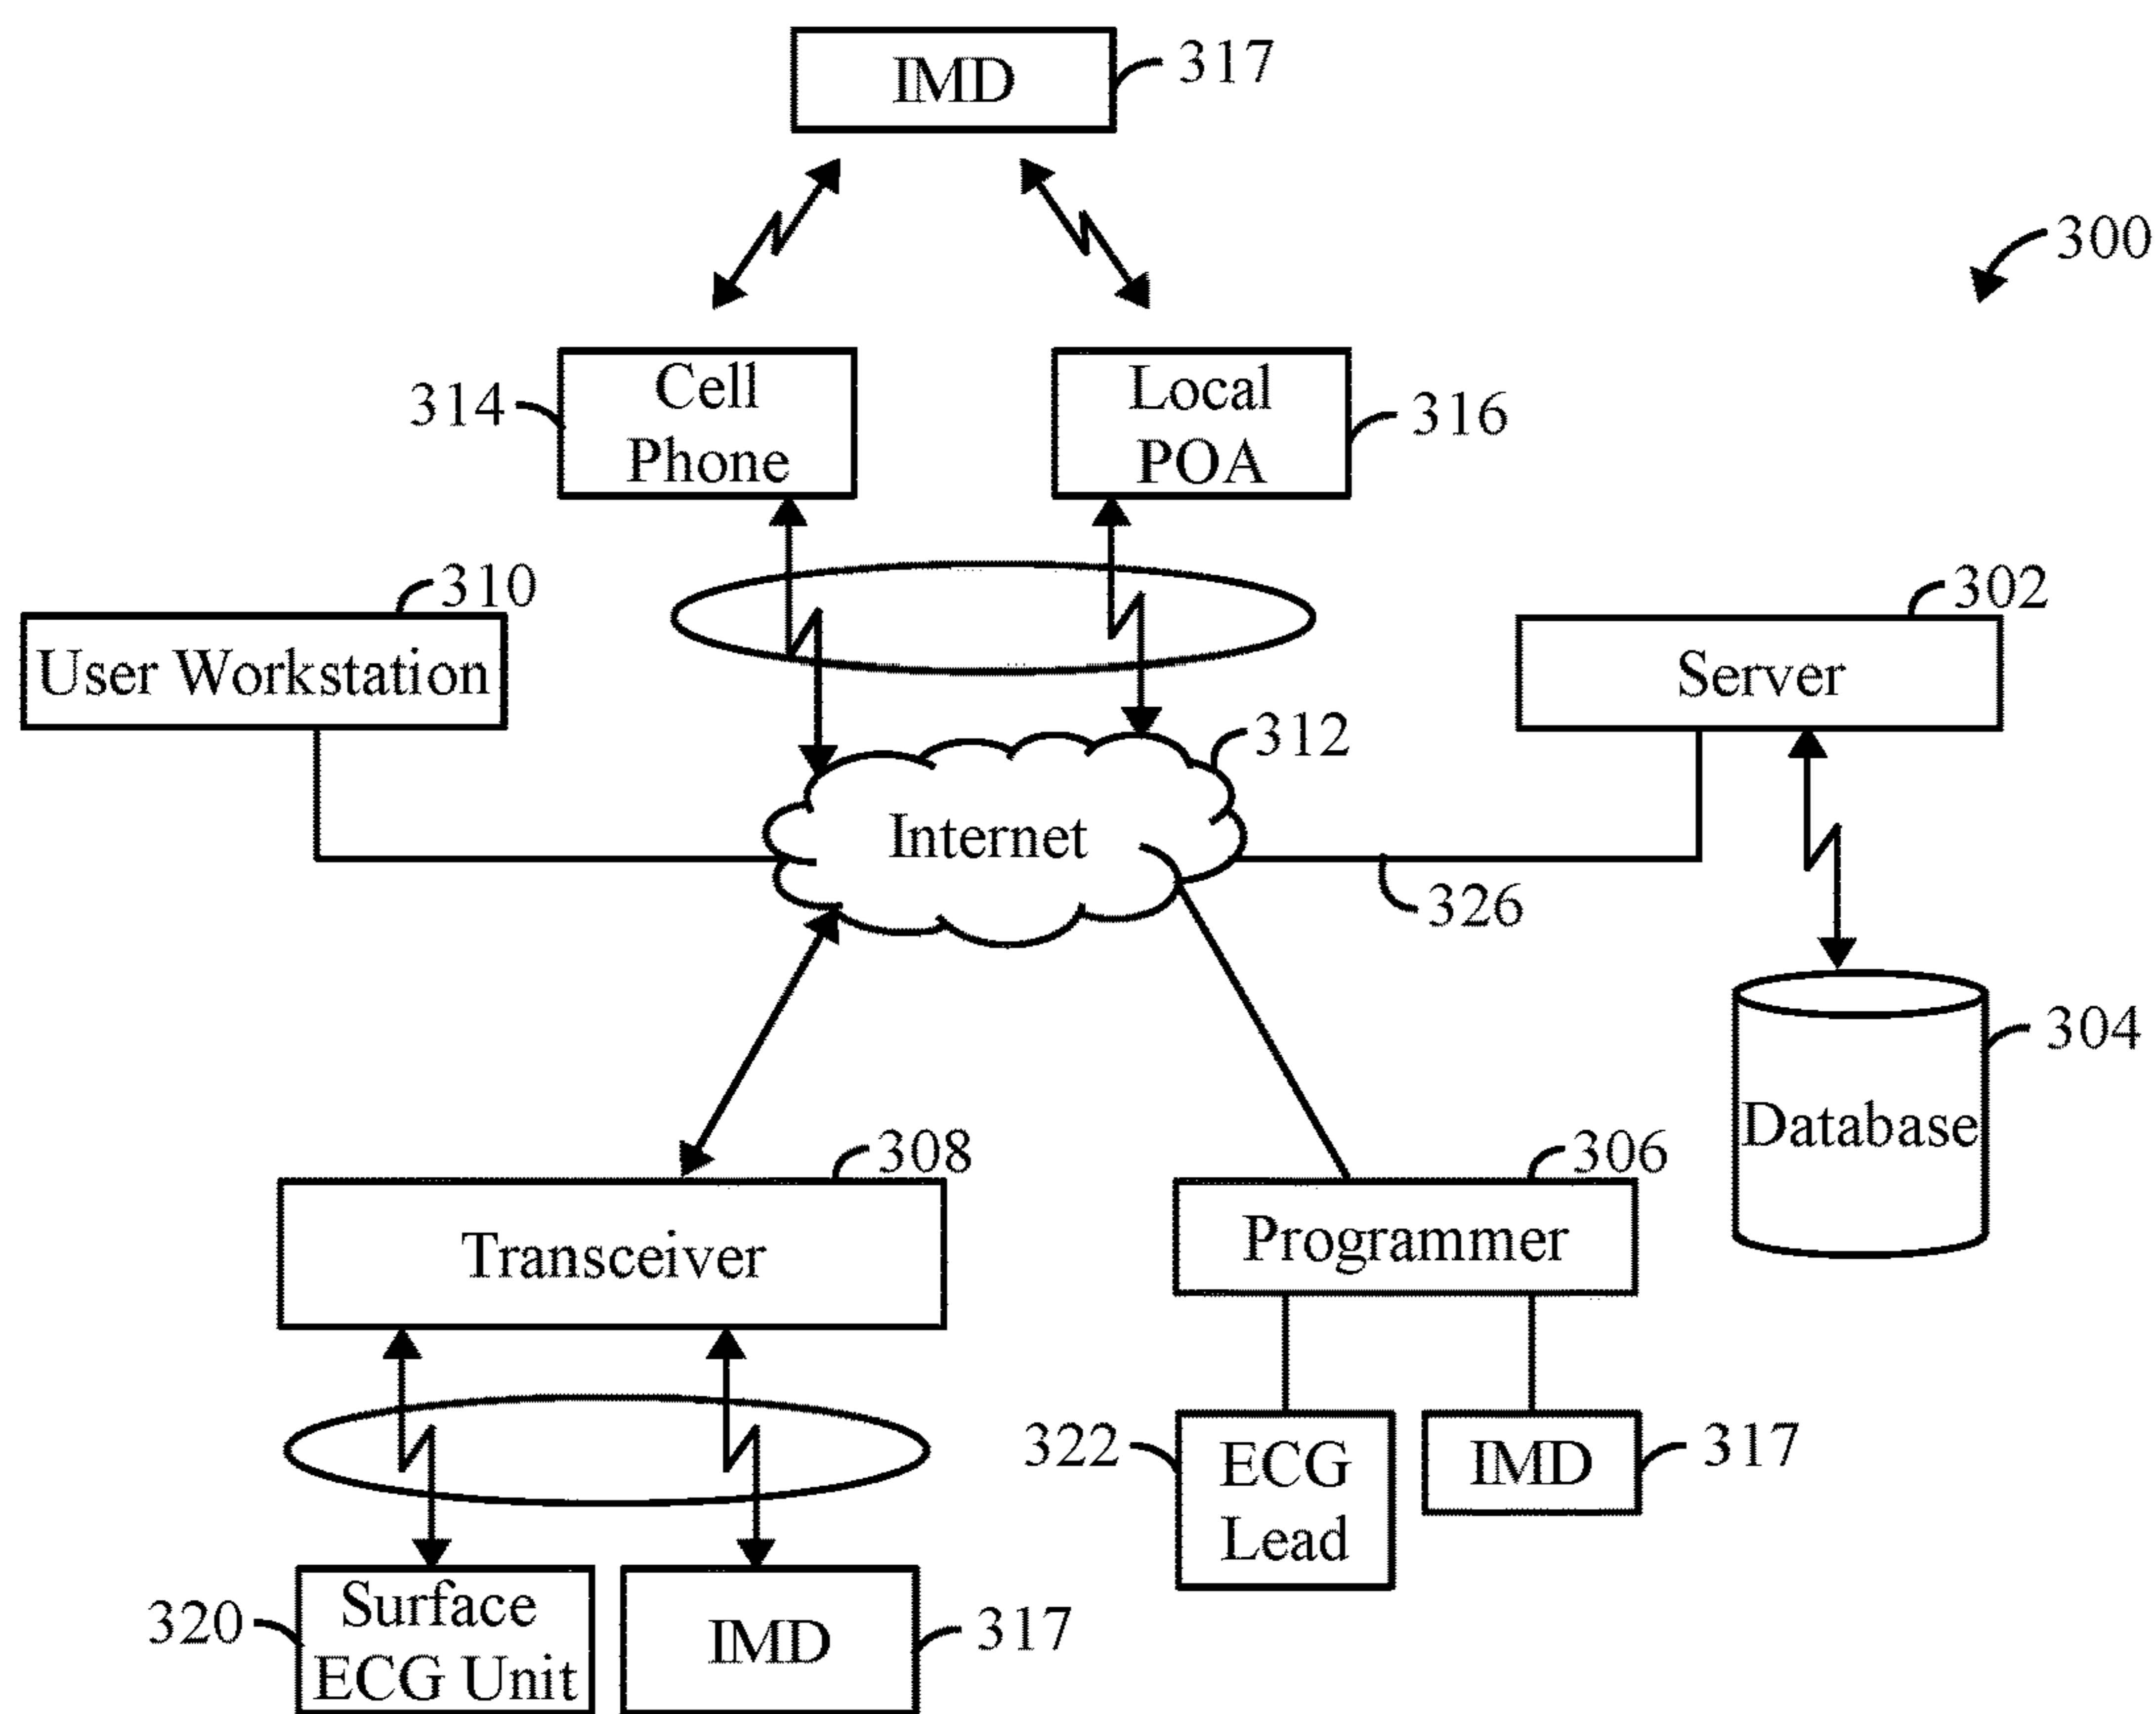 IMD
317
300
Cell
Phone
314
Local
POA
316
310
User Workstation
302
Server
312
Internet
326
304
Database
308
Transceiver
306
Programmer
322
ECG
Lead
IMD
317
320
Surface
ECG Unit
IMD
317